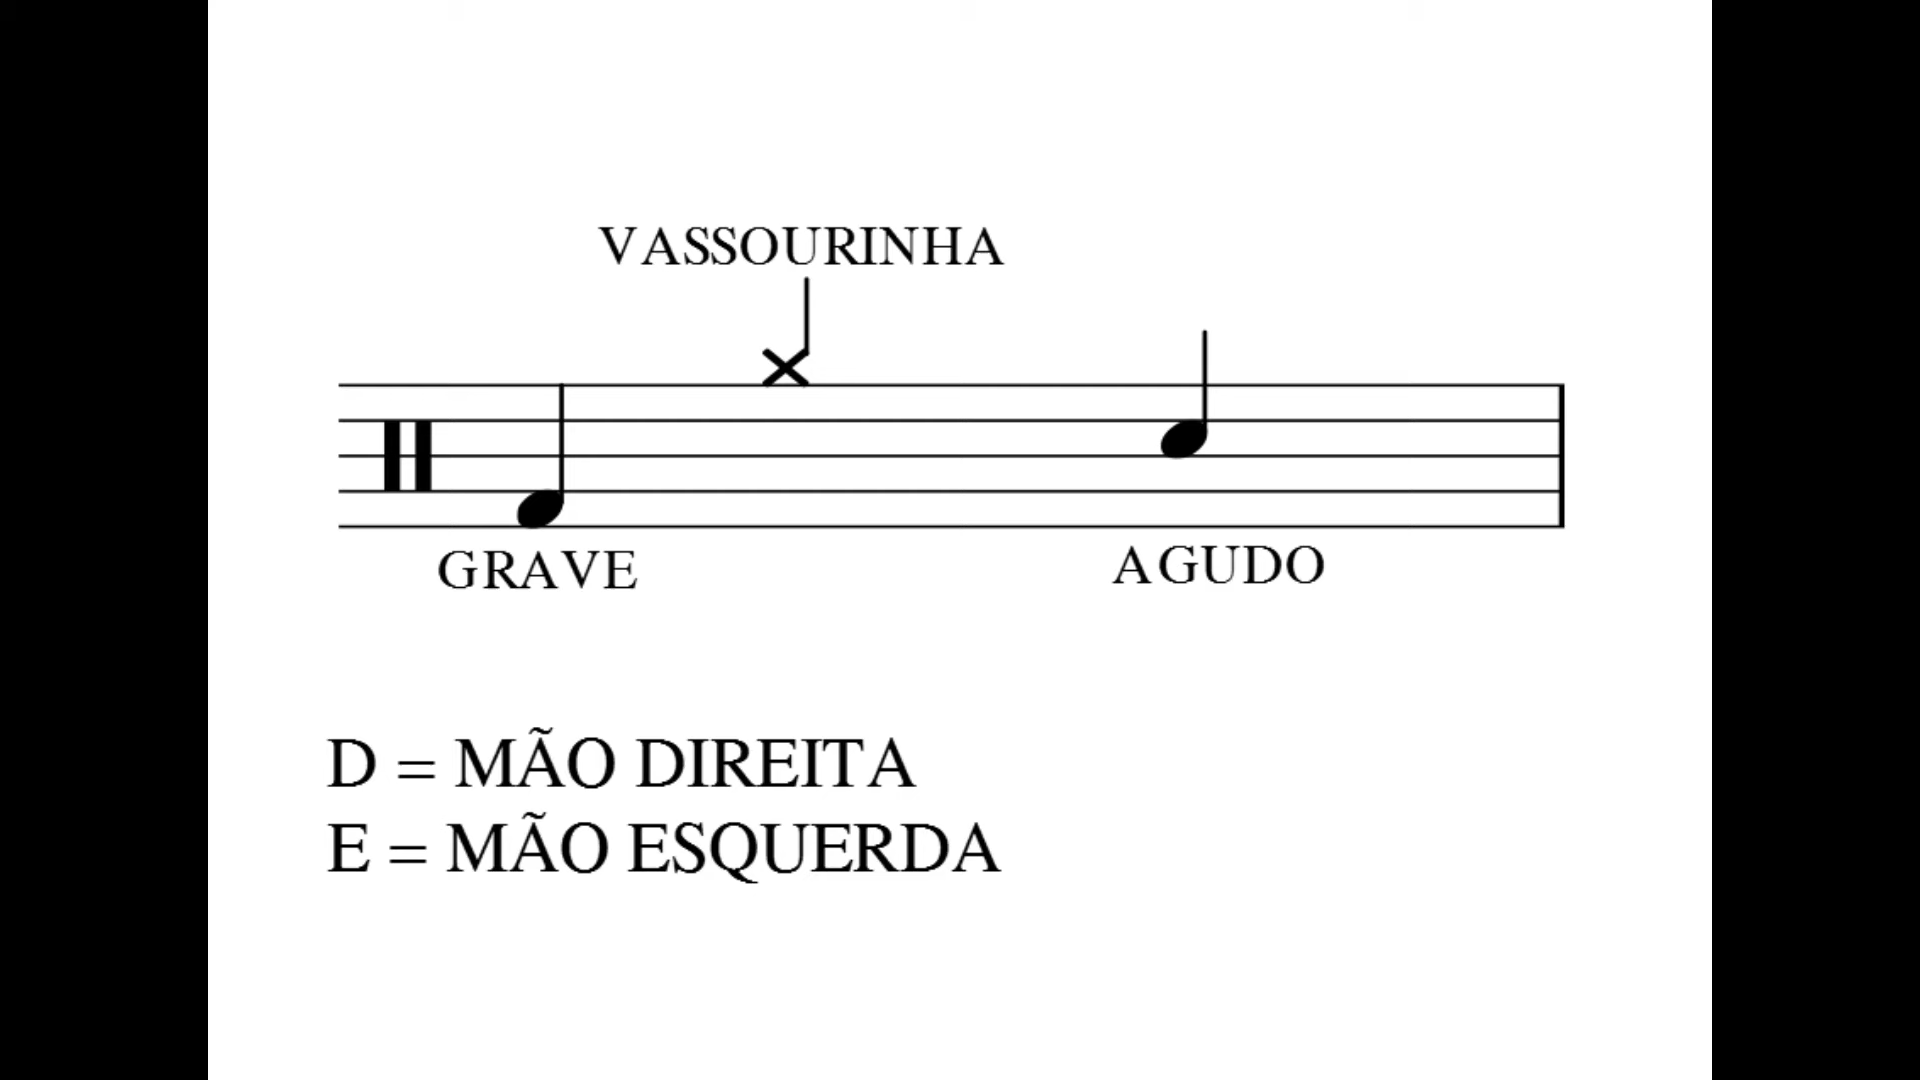 VASSOURINHA
GRAVE
AGUDO
D = MÃO DIREITA
E = MÃO ESQUERDA